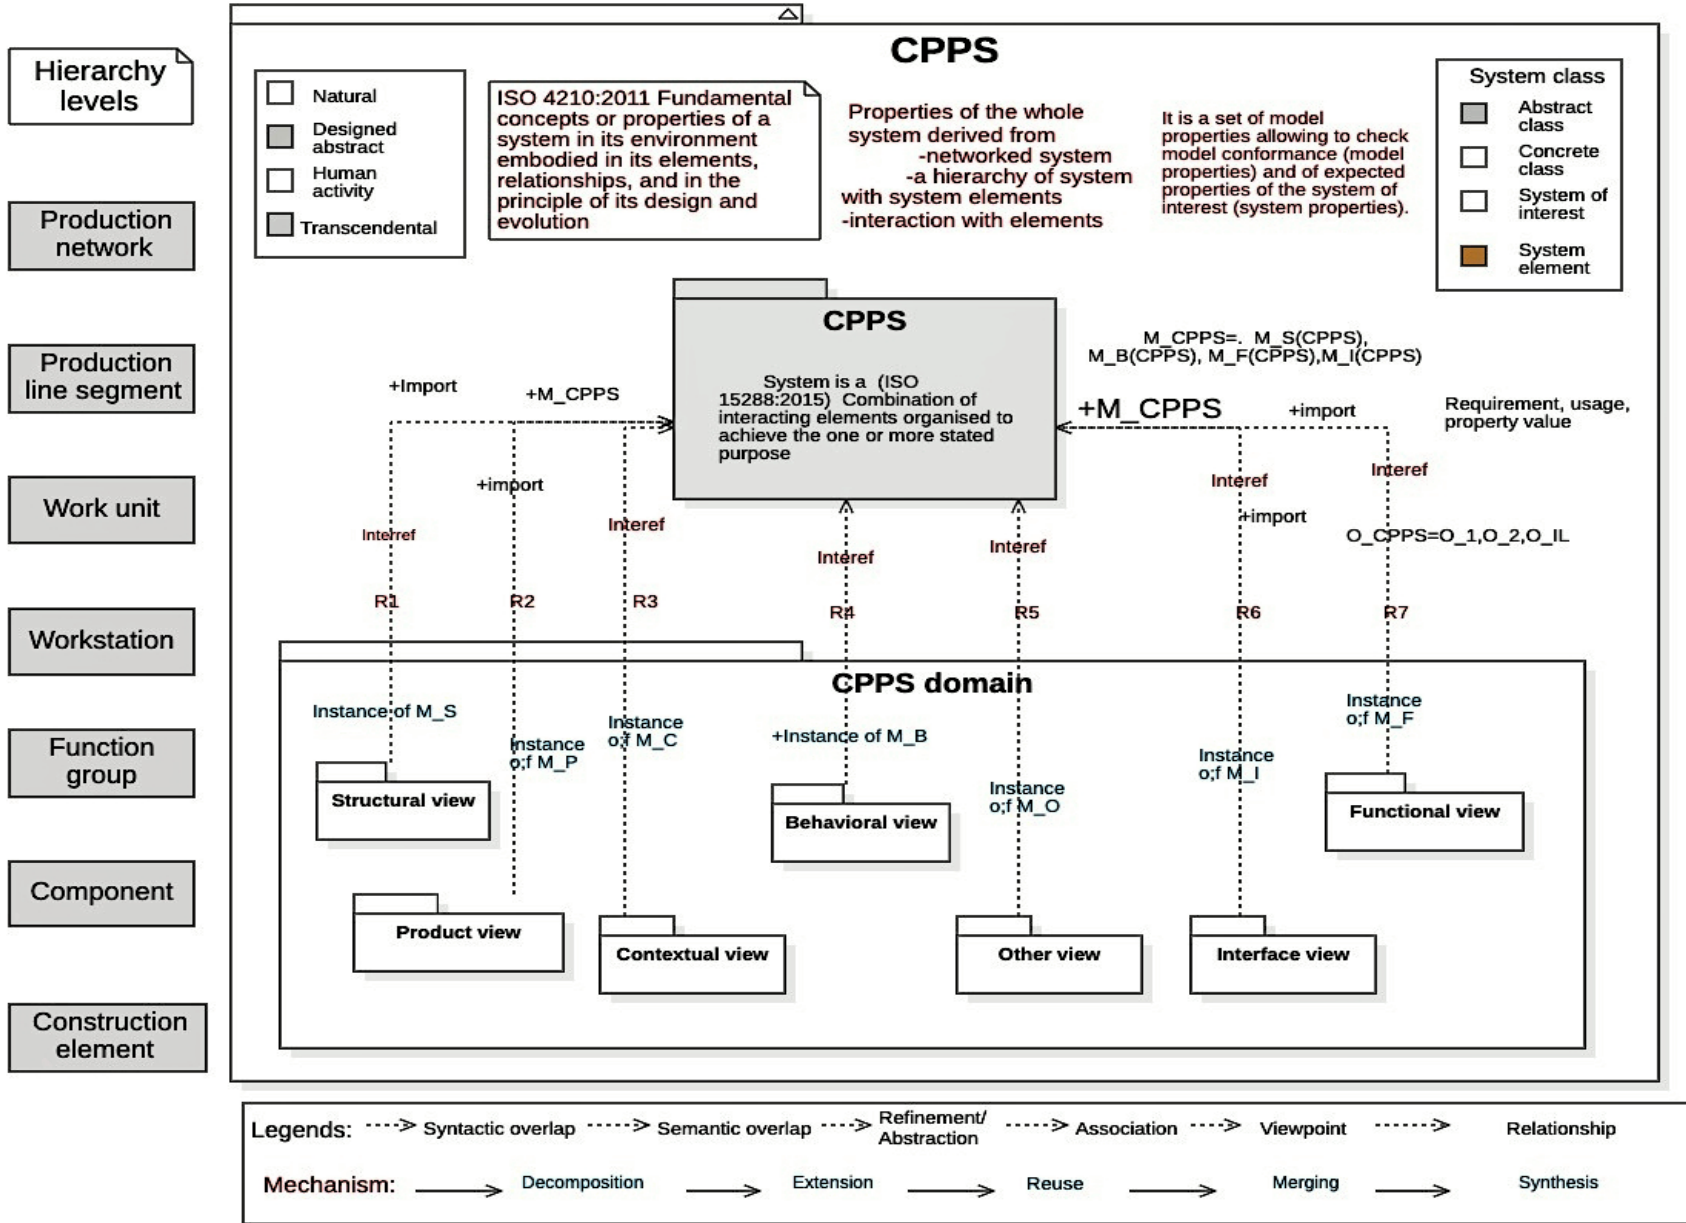 Hierarchy
levels
Production
network
Production
line segment
Work unit
Workstation
Function
group
Component
Construction
element
CPPS
Natural
Designed
abstract
Human
activity
Transcendental
ISO 4210:2011 Fundamental
concepts or properties of a
system in its environment
embodied in its elements,
relationships, and in the
principle of its design and
evolution
Properties of the whole
system derived from
-networked system
-a hierarchy of system
with system elements
-interaction with elements
It is a set of model
properties allowing to check
model conformance (model
properties) and of expected
properties of the system of
interest (system properties).
System class
Abstract
class
Concrete
class
System of
interest
System
element
CPPS
System is a (ISO
15288:2015) Combination of
interacting elements organised to
achieve the one or more stated
purpose
M_CPPS=. M_S(CPPS),
M_B(CPPS), M_F(CPPS),M_I(CPPS)
+Import
+M_CPPS
+M_CPPS
+import
Requirement, usage,
property value
+import
Interref
Interef
Interef
Interef
Interef
+import
Interef
O_CPPS=O_1,O_2,O_IL
R1
R2
R3
R4
R5
R6
R7
CPPS domain
Instance of M_S
Instance
o;f M_P
Instance
o;f M_C
+Instance of M_B
Instance
o;f M_O
Instance
o;f M_I
Instance
o;f M_F
Structural view
Behavioral view
Functional view
Product view
Contextual view
Other view
Interface view
Legends:
Syntactic overlap
Semantic overlap
Refinement/
Abstraction
Association
Viewpoint
Relationship
Mechanism:
Decomposition
Extension
Reuse
Merging
Synthesis